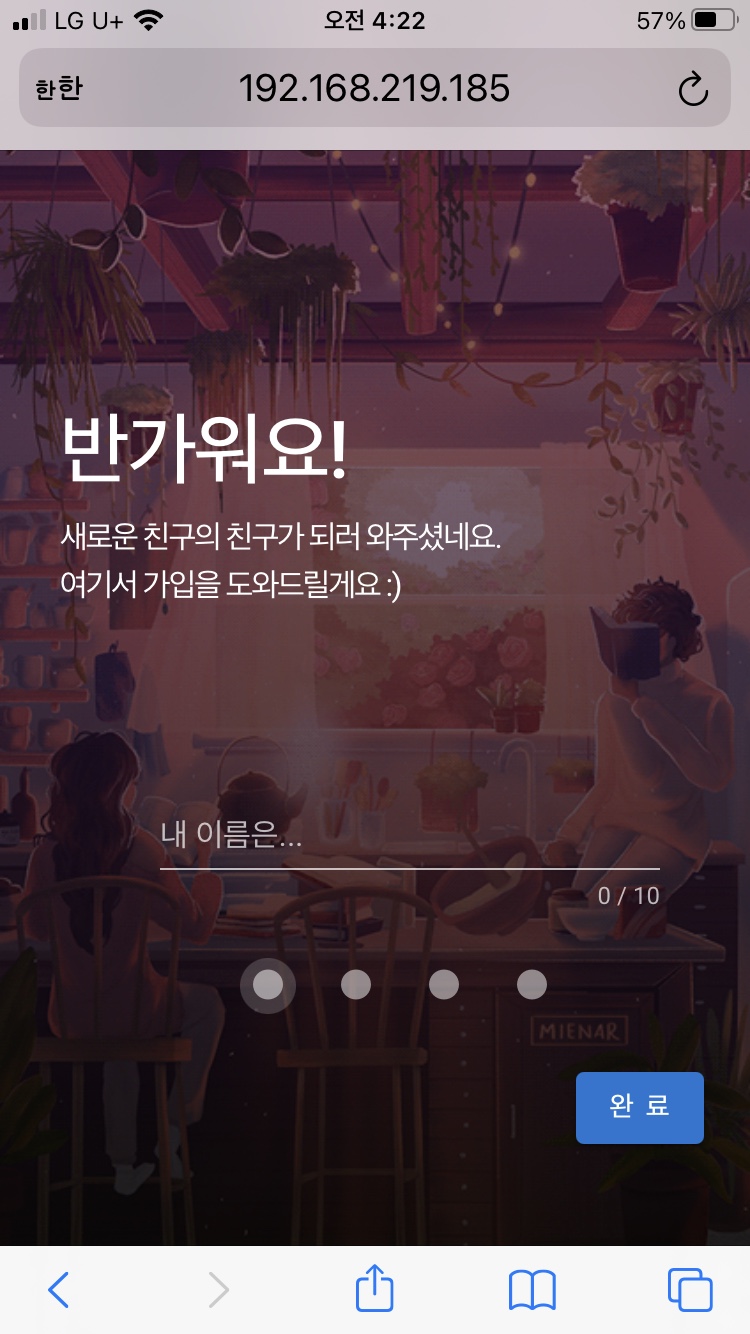 LG U+ 오전 4:22 57%
한한 192.168.219.185
반가워요!
새로운 친구의 친구가 되러 와주셨네요.
여기서 가입을 도와드릴게요 :)
내 이름은...
0 / 10
MIENAR
완 료